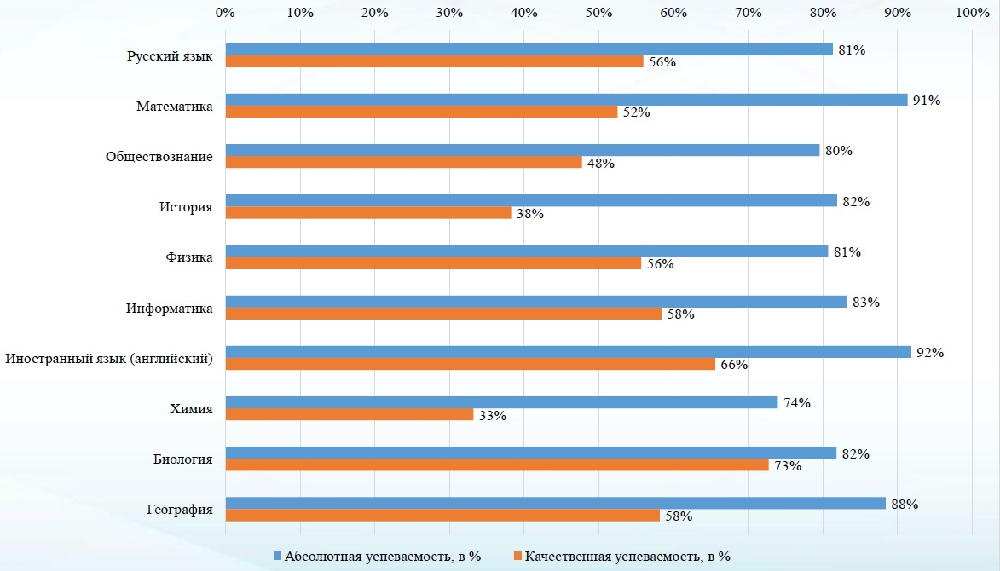 0% 10% 20% 30% 40% 50% 60% 70% 80% 90% 100%
Русский язык 81%
56%
Математика 91%
52%
Обществознание 80%
48%
История 82%
38%
Физика 81%
56%
Информатика 83%
58%
Иностранный язык (английский) 92%
66%
Химия 74%
33%
Биология 82%
73%
География 88%
58%
Абсолютная успеваемость, в % Качественная успеваемость, в %